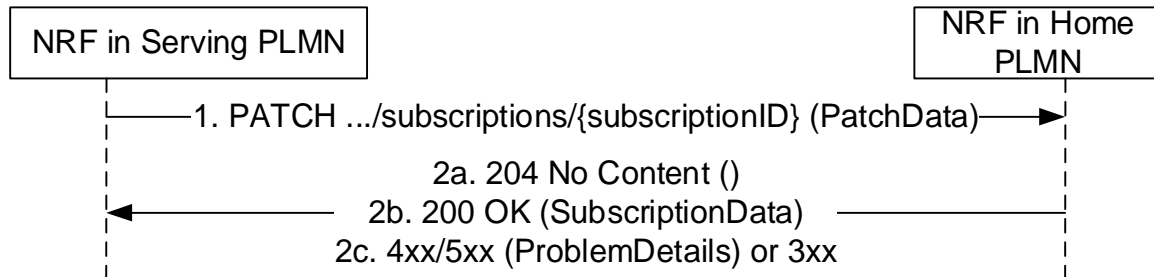 NRF in Serving PLMN
NRF in Home
PLMN
1. PATCH .../subscriptions/{subscriptionID} (PatchData)
2a. 204 No Content ()
2b. 200 OK (SubscriptionData)
2c. 4xx/5xx (ProblemDetails) or 3xx